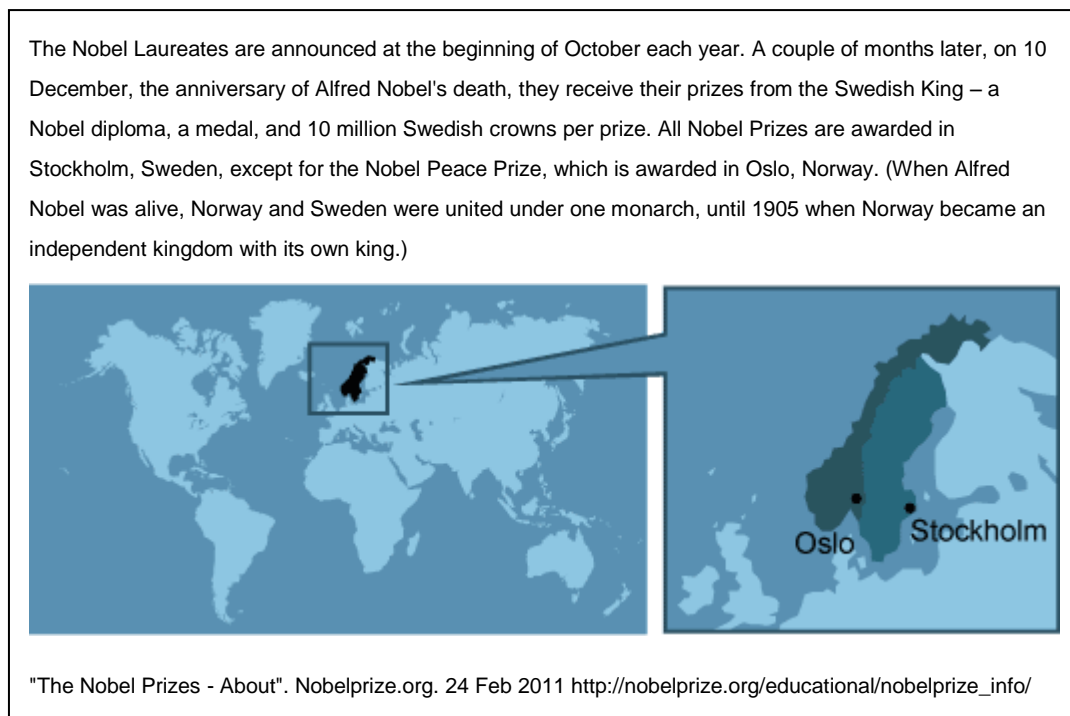 The Nobel Laureates are announced at the beginning of October each year. A couple of months later, on 10
December, the anniversary of Alfred Nobel's death, they receive their prizes from the Swedish King – a
Nobel diploma, a medal, and 10 million Swedish crowns per prize. All Nobel Prizes are awarded in
Stockholm, Sweden, except for the Nobel Peace Prize, which is awarded in Oslo, Norway. (When Alfred
Nobel was alive, Norway and Sweden were united under one monarch, until 1905 when Norway became an
independent kingdom with its own king.)
Oslo
Stockholm
"The Nobel Prizes - About". Nobelprize.org. 24 Feb 2011 http://nobelprize.org/educational/nobelprize_info/